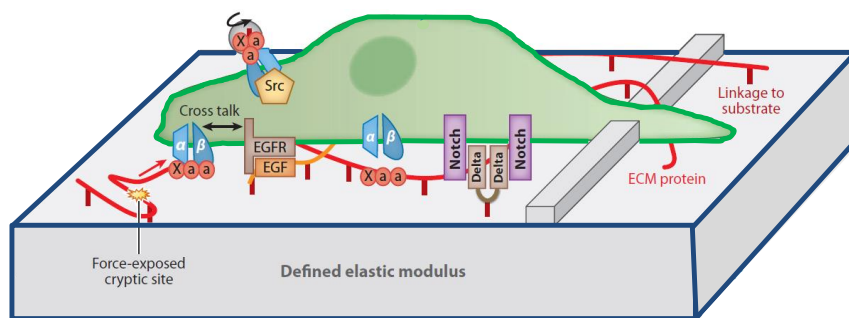 X a
a
Src
Cross talk
α β
X a a
EGFR
EGF
α β
X a a
Notch
Delta
Delta
Notch
Linkage to
substrate
ECM protein
Force-exposed
cryptic site
Defined elastic modulus